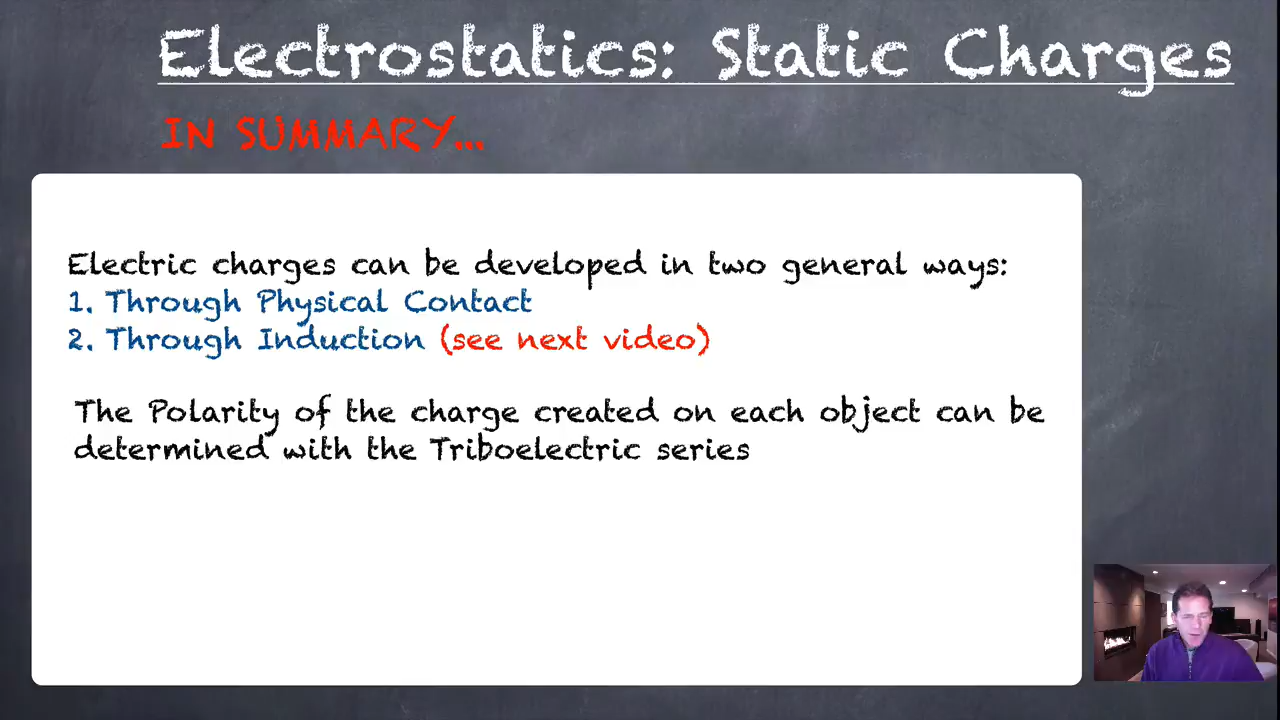 Electrostatics: Static Charges
IN SUMMARY...
Electric charges can be developed in two general ways:
1. Through Physical Contact
2. Through Induction (see next video)
The Polarity of the charge created on each object can be
determined with the Triboelectric series